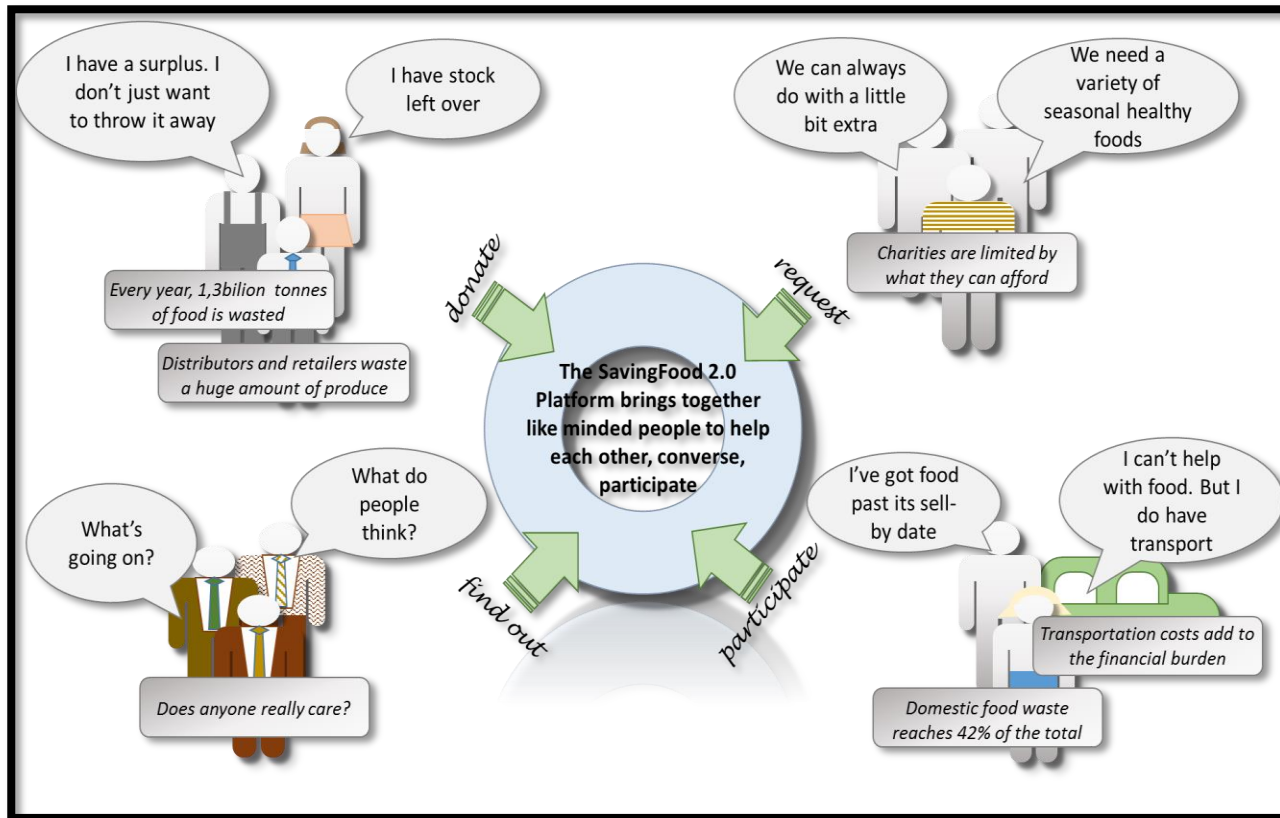 I have a surplus. I
don't just want
to throw it away
I have stock
left over
Every year, 1,3bilion tonnes
of food is wasted
Distributors and retailers waste
a huge amount of produce
We can always
do with a little
bit extra
We need a
variety of
seasonal healthy
foods
Charities are limited by
what they can afford
donate
request
The SavingFood 2.0
Platform brings together
like minded people to help
each other, converse,
participate
find out
participate
What's
going on?
What do
people
think?
Does anyone really care?
I've got food
past its sell-
by date
I can't help
with food. But I
do have
transport
Transportation costs add to
the financial burden
Domestic food waste
reaches 42% of the total